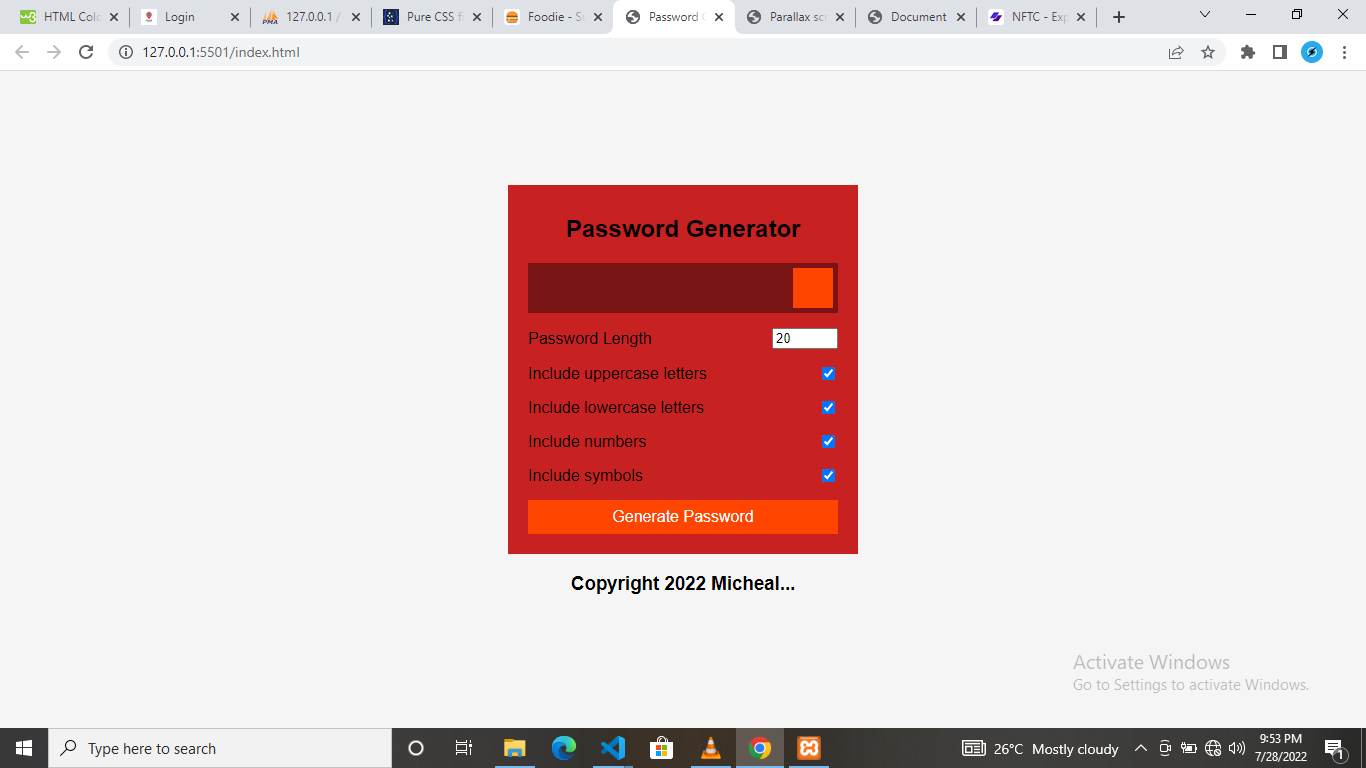 HTML Colo
Login
127.0.0.1 /
Pure CSS f
Foodie - Su
Password G
Parallax scr
Document
NFTC - Exp
127.0.0.1:5501/index.html
Password Generator
Password Length
20
Include uppercase letters
Include lowercase letters
Include numbers
Include symbols
Generate Password
Copyright 2022 Micheal...
Activate Windows
Go to Settings to activate Windows.
Type here to search
26°C Mostly cloudy
9:53 PM
7/28/2022
1